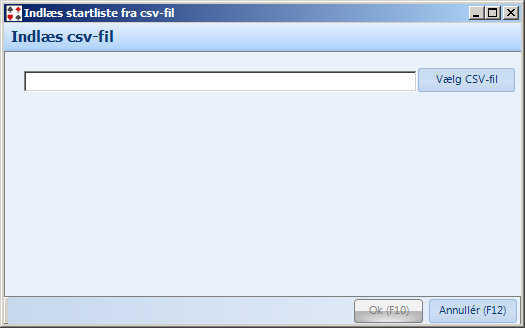 Indlæs startliste fra csv-fil
Indlæs csv-fil
Vælg CSV-fil
Ok (F10)
Annullér (F12)